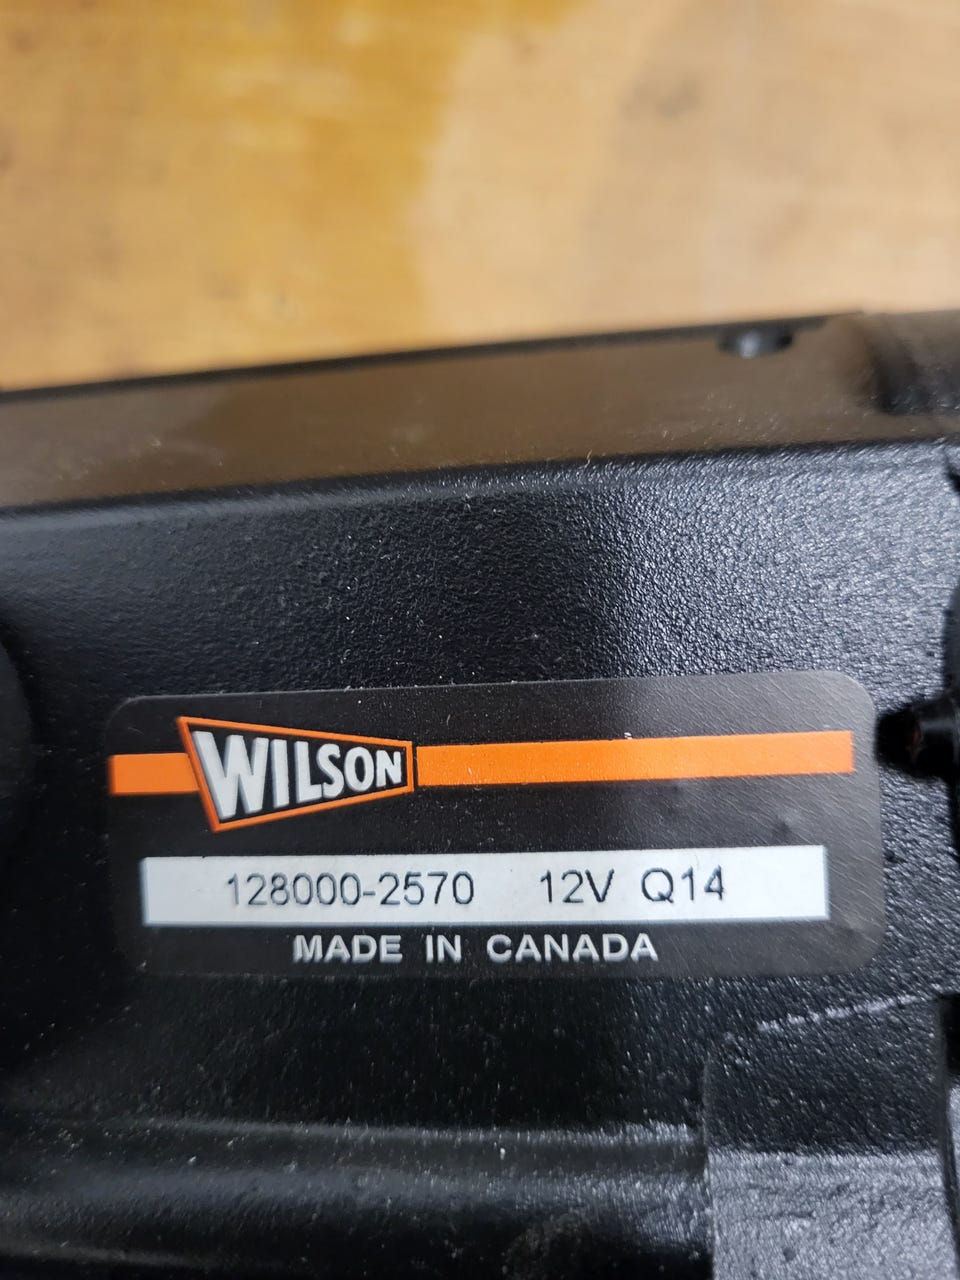 WILSON
128000-2570 12V Q14
MADE IN CANADA